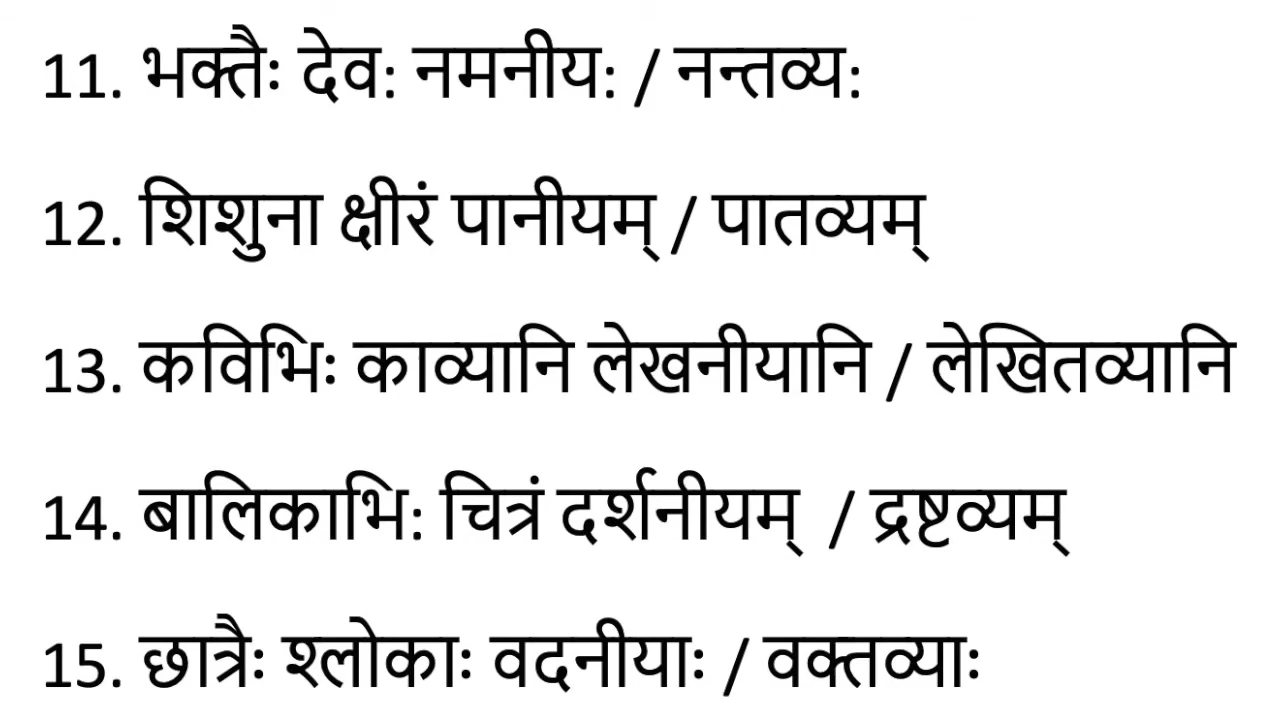 11. भक्तैः देव: नमनीय: / नन्तव्य:
12. शिशुना क्षीरं पानीयम् / पातव्यम्
13. कविभिः काव्यानि लेखनीयानि / लेखितव्यानि
14. बालिकाभि: चित्रं दर्शनीयम् / द्रष्टव्यम्
15. छात्रैः श्लोकाः वदनीयाः / वक्तव्याः